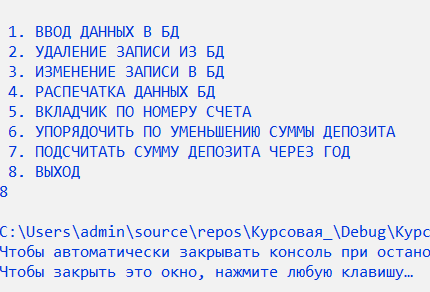 1. ВВОД ДАННЫХ В БД
2. УДАЛЕНИЕ ЗАПИСИ ИЗ БД
3. ИЗМЕНЕНИЕ ЗАПИСИ В БД
4. РАСПЕЧАТКА ДАННЫХ БД
5. ВКЛАДЧИК ПО НОМЕРУ СЧЕТА
6. УПОРЯДОЧИТЬ ПО УМЕНЬШЕНИЮ СУММЫ ДЕПОЗИТА
7. ПОДСЧИТАТЬ СУММУ ДЕПОЗИТА ЧЕРЕЗ ГОД
8. ВЫХОД
8
C:\Users\admin\source\repos\Курсовая_\Debug\Курс
Чтобы автоматически закрывать консоль при остано
Чтобы закрыть это окно, нажмите любую клавишу…